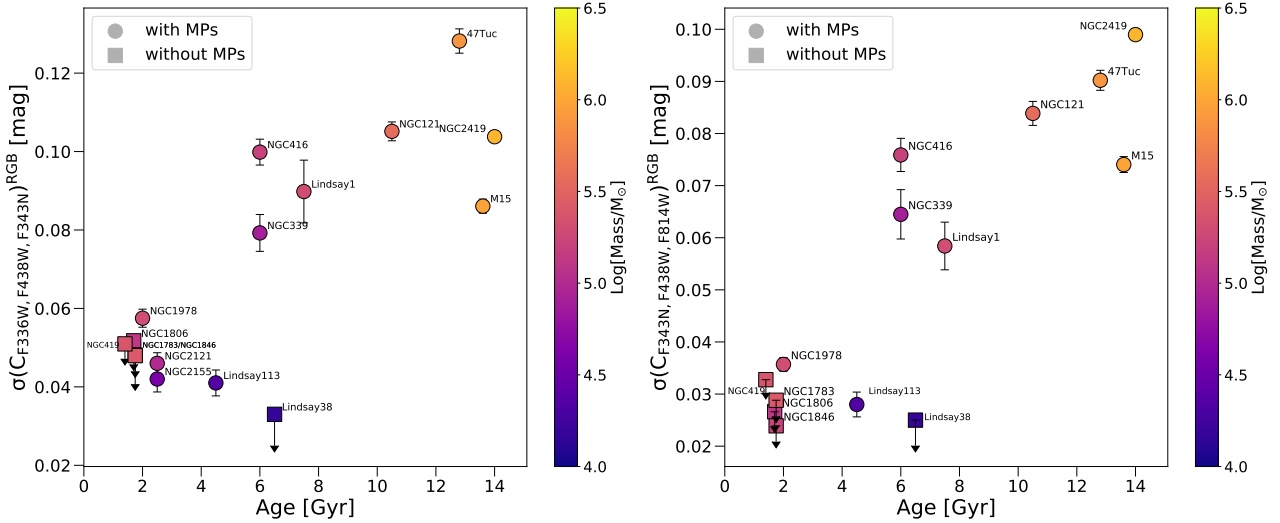 with MPs
without MPs
47Tuc
NGC121
NGC2419
NGC416
Lindsay1
M15
NGC339
NGC1978
NGC1806
NGC419
NGC1783/NGC1846
NGC2121
NGC2155
Lindsay113
Lindsay38
0.12
0.10
0.08
0.06
0.04
0.02
0 2 4 6 8 10 12 14
Age [Gyr]
σ(C_F336W, F438W, F343N)^RGB [mag]
6.5
6.0
5.5
5.0
4.5
4.0
Log[Mass/M☉]
with MPs
without MPs
NGC2419
47Tuc
NGC121
NGC416
M15
NGC339
Lindsay1
NGC1978
NGC419
NGC1783
NGC1806
NGC1846
Lindsay113
Lindsay38
0.10
0.09
0.08
0.07
0.06
0.05
0.04
0.03
0.02
0 2 4 6 8 10 12 14
Age [Gyr]
σ(C_F343N, F438W, F814W)^RGB [mag]
6.5
6.0
5.5
5.0
4.5
4.0
Log[Mass/M☉]